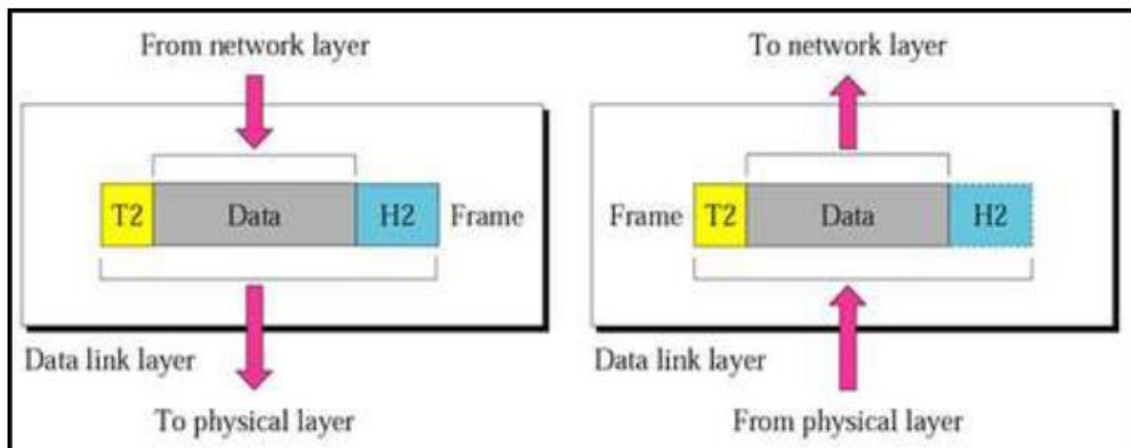 From network layer
T2 Data H2 Frame
Data link layer
To physical layer
To network layer
Frame T2 Data H2
Data link layer
From physical layer